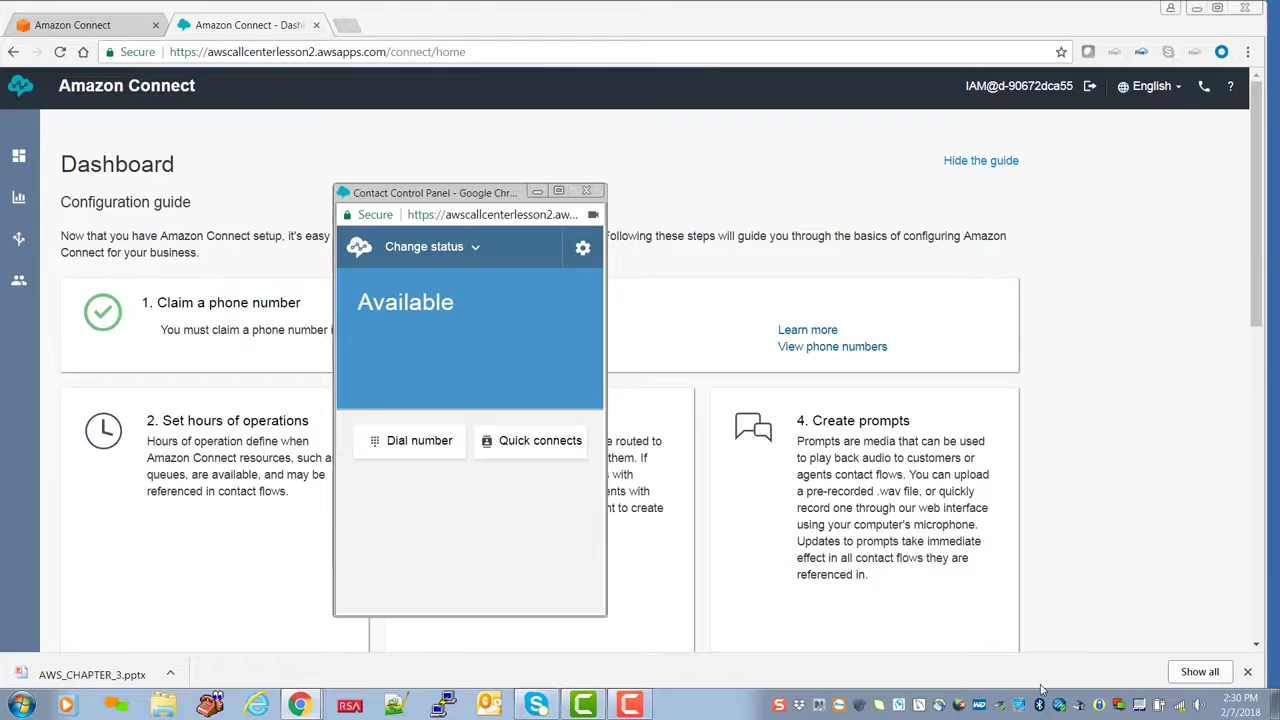 Amazon Connect
Amazon Connect - Dash
Secure
https://awscallcenterlesson2.awsapps.com/connect/home
Amazon Connect
IAM@d-90672dca55
English
?
Dashboard
Hide the guide
Configuration guide
Now that you have Amazon Connect setup, it's easy
Following these steps will guide you through the basics of configuring Amazon
Connect for your business.
Contact Control Panel - Google Chr...
Secure
https://awscallcenterlesson2.aw...
Change status
Available
Dial number
Quick connects
1. Claim a phone number
You must claim a phone number i
Learn more
View phone numbers
2. Set hours of operations
Hours of operation define when
Amazon Connect resources, such as
queues, are available, and may be
referenced in contact flows.
e routed to
them. If
s with
ents with
nt to create
4. Create prompts
Prompts are media that can be used
to play back audio to customers or
agents contact flows. You can upload
a pre-recorded .wav file, or quickly
record one through our web interface
using your computer's microphone.
Updates to prompts take immediate
effect in all contact flows they are
referenced in.
AWS_CHAPTER_3.pptx
Show all
RSA
2:30 PM
2/7/2018